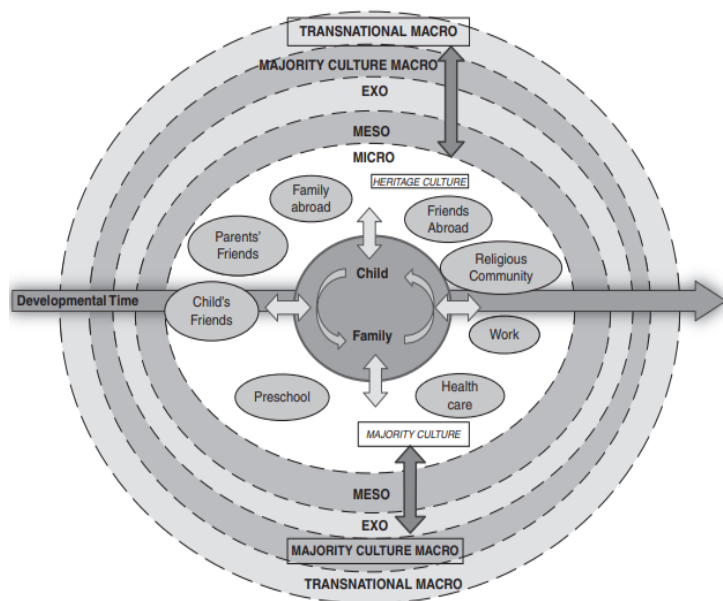 TRANSNATIONAL MACRO
MAJORITY CULTURE MACRO
EXO
MESO
MICRO
HERITAGE CULTURE
Family
abroad
Friends
Abroad
Parents'
Friends
Religious
Community
Child
Developmental Time
Child's
Friends
Family
Work
Preschool
Health
care
MAJORITY CULTURE
MESO
EXO
MAJORITY CULTURE MACRO
TRANSNATIONAL MACRO